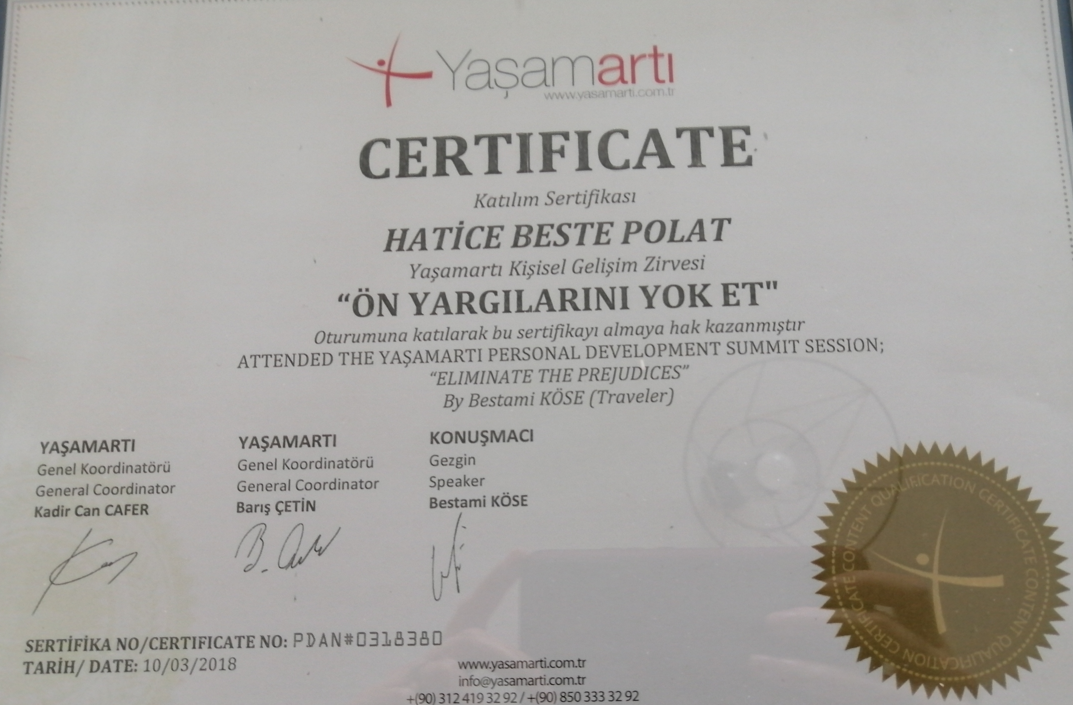 Yaşamartı
www.yasamarti.com.tr
CERTIFICATE
Katılım Sertifikası
HATİCE BESTE POLAT
Yaşamartı Kişisel Gelişim Zirvesi
“ÖN YARGILARINI YOK ET"
Oturumuna katılarak bu sertifikayı almaya hak kazanmıştır
ATTENDED THE YAŞAMARTI PERSONAL DEVELOPMENT SUMMIT SESSION;
“ELIMINATE THE PREJUDICES”
By Bestami KÖSE (Traveler)
YAŞAMARTI
Genel Koordinatörü
General Coordinator
Kadir Can CAFER
YAŞAMARTI
Genel Koordinatörü
General Coordinator
Barış ÇETİN
KONUŞMACI
Gezgin
Speaker
Bestami KÖSE
CERTIFICATE CONTENT QUALIFICATION CERTIFICATE CONTENT QUALIFICATION
SERTİFİKA NO/CERTIFICATE NO: PDAN#0318380
TARİH/ DATE: 10/03/2018
www.yasamarti.com.tr
info@yasamarti.com.tr
+(90) 312 419 32 92 / +(90) 850 333 32 92